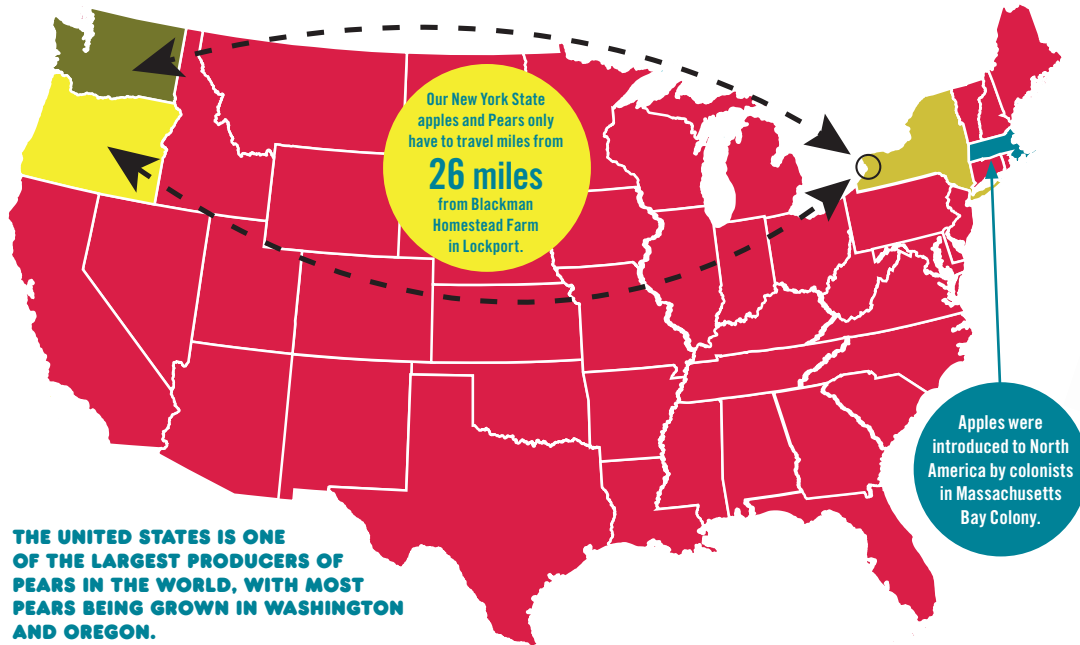 Our New York State
apples and Pears only
have to travel miles from
26 miles
from Blackman
Homestead Farm
in Lockport.
Apples were
introduced to North
America by colonists
in Massachusetts
Bay Colony.
THE UNITED STATES IS ONE
OF THE LARGEST PRODUCERS OF
PEARS IN THE WORLD, WITH MOST
PEARS BEING GROWN IN WASHINGTON
AND OREGON.